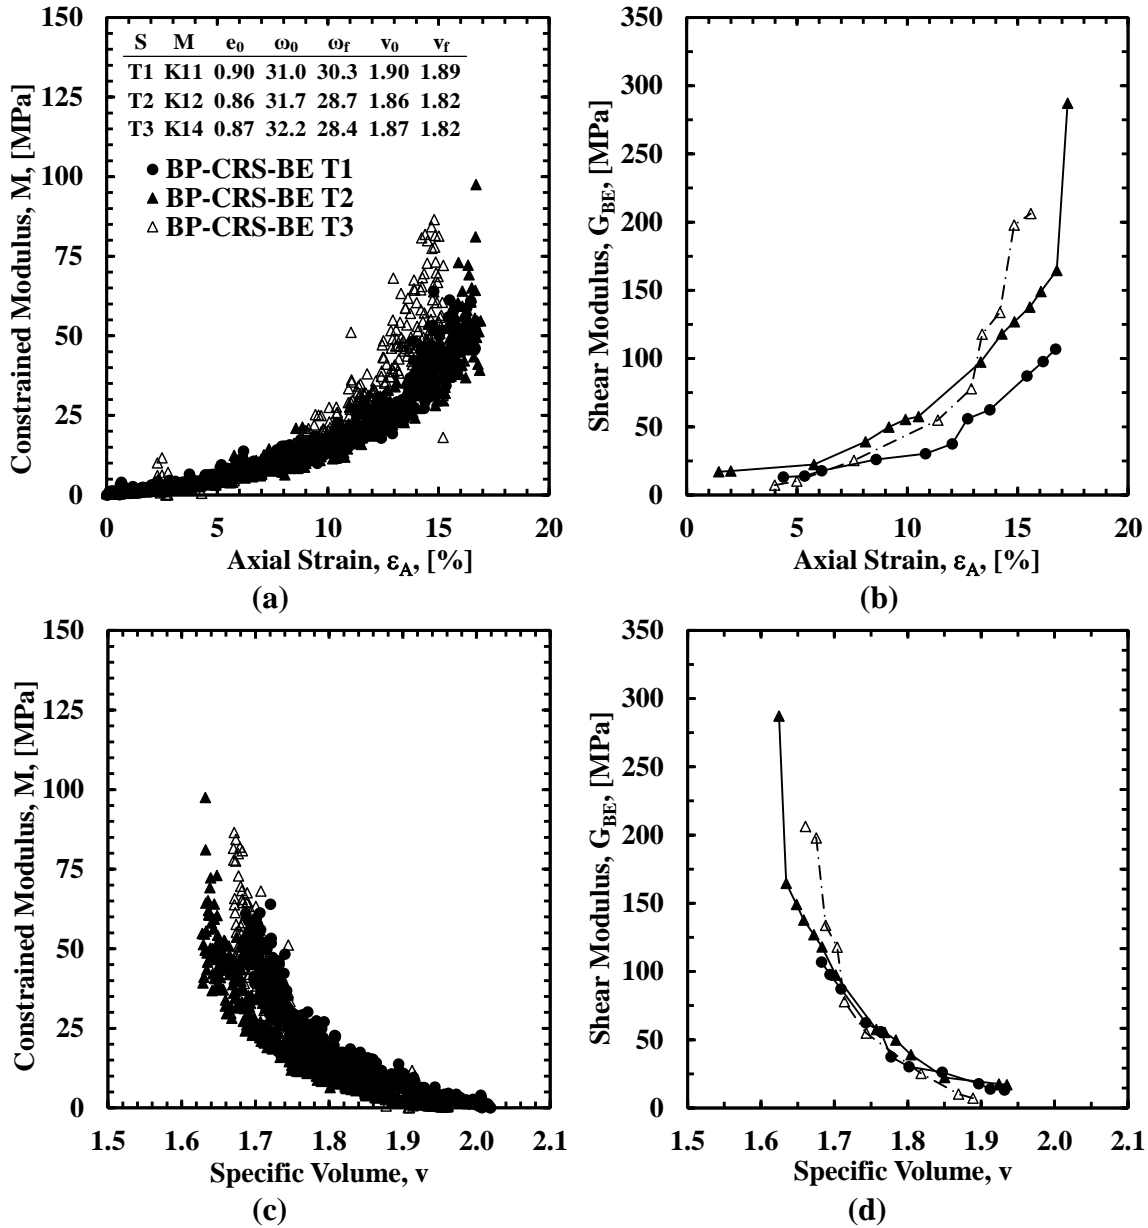 Constrained Modulus, M, [MPa]
150
125
100
75
50
25
0
S M e0 ω0 ωf v0 vf
T1 K11 0.90 31.0 30.3 1.90 1.89
T2 K12 0.86 31.7 28.7 1.86 1.82
T3 K14 0.87 32.2 28.4 1.87 1.82
BP-CRS-BE T1
BP-CRS-BE T2
BP-CRS-BE T3
0 5 10 15 20
Axial Strain, εA, [%]
(a)
Shear Modulus, GBE, [MPa]
350
300
250
200
150
100
50
0
0 5 10 15 20
Axial Strain, εA, [%]
(b)
Constrained Modulus, M, [MPa]
150
125
100
75
50
25
0
1.5 1.6 1.7 1.8 1.9 2.0 2.1
Specific Volume, v
(c)
Shear Modulus, GBE, [MPa]
350
300
250
200
150
100
50
0
1.5 1.6 1.7 1.8 1.9 2.0 2.1
Specific Volume, v
(d)